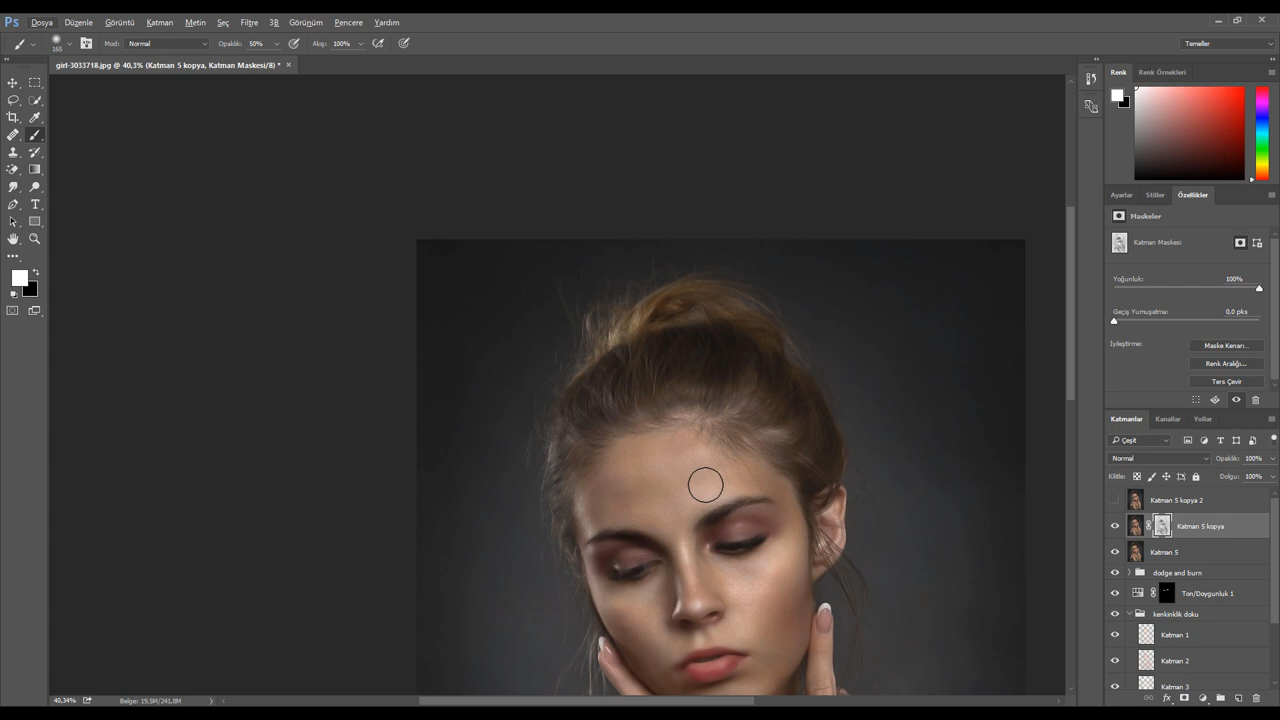 Ps Dosya Düzenle Görüntü Katman Metin Seç Filtre 3B Görünüm Pencere Yardım
165 Mod: Normal Opaklık: 50% Akış: 100% Temeller
girl-3033718.jpg @ 40,3% (Katman 5 kopya, Katman Maskesi/8) *
Renk Renk Örnekleri
Ayarlar Stiller Özellikler
Maskeler
Katman Maskesi
Yoğunluk: 100%
Geçiş Yumuşatma: 0,0 pks
İyileştirme: Maske Kenarı...
Renk Aralığı...
Ters Çevir
Katmanlar Kanallar Yollar
Çeşit
Normal Opaklık: 100%
Kilitle: Dolgu: 100%
Katman 5 kopya 2
Katman 5 kopya
Katman 5
dodge and burn
Ton/Doygunluk 1
kenkinklik doku
Katman 1
Katman 2
Katman 3
40,34% Belge: 19,5M/241,8M
fx